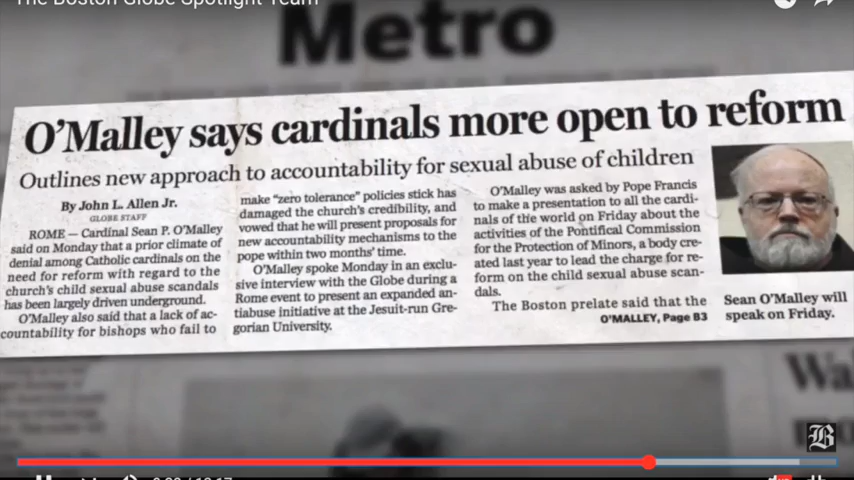 The Boston Globe Spotlight Team
Metro
O'Malley says cardinals more open to reform
Outlines new approach to accountability for sexual abuse of children
By John L. Allen Jr.
GLOBE STAFF
ROME — Cardinal Sean P. O'Malley
said on Monday that a prior climate of
denial among Catholic cardinals on the
need for reform with regard to the
church's child sexual abuse scandals
has been largely driven underground.
O'Malley also said that a lack of ac-
countability for bishops who fail to
make "zero tolerance" policies stick has
damaged the church's credibility, and
vowed that he will present proposals for
new accountability mechanisms to the
pope within two months' time.
O'Malley spoke Monday in an exclu-
sive interview with the Globe during a
Rome event to present an expanded an-
tiabuse initiative at the Jesuit-run Gre-
gorian University.
O'Malley was asked by Pope Francis
to make a presentation to all the cardi-
nals of the world on Friday about the
activities of the Pontifical Commission
for the Protection of Minors, a body cre-
ated last year to lead the charge for re-
form on the child sexual abuse scan-
dals.
The Boston prelate said that the
O'MALLEY, Page B3
Sean O'Malley will
speak on Friday.
B